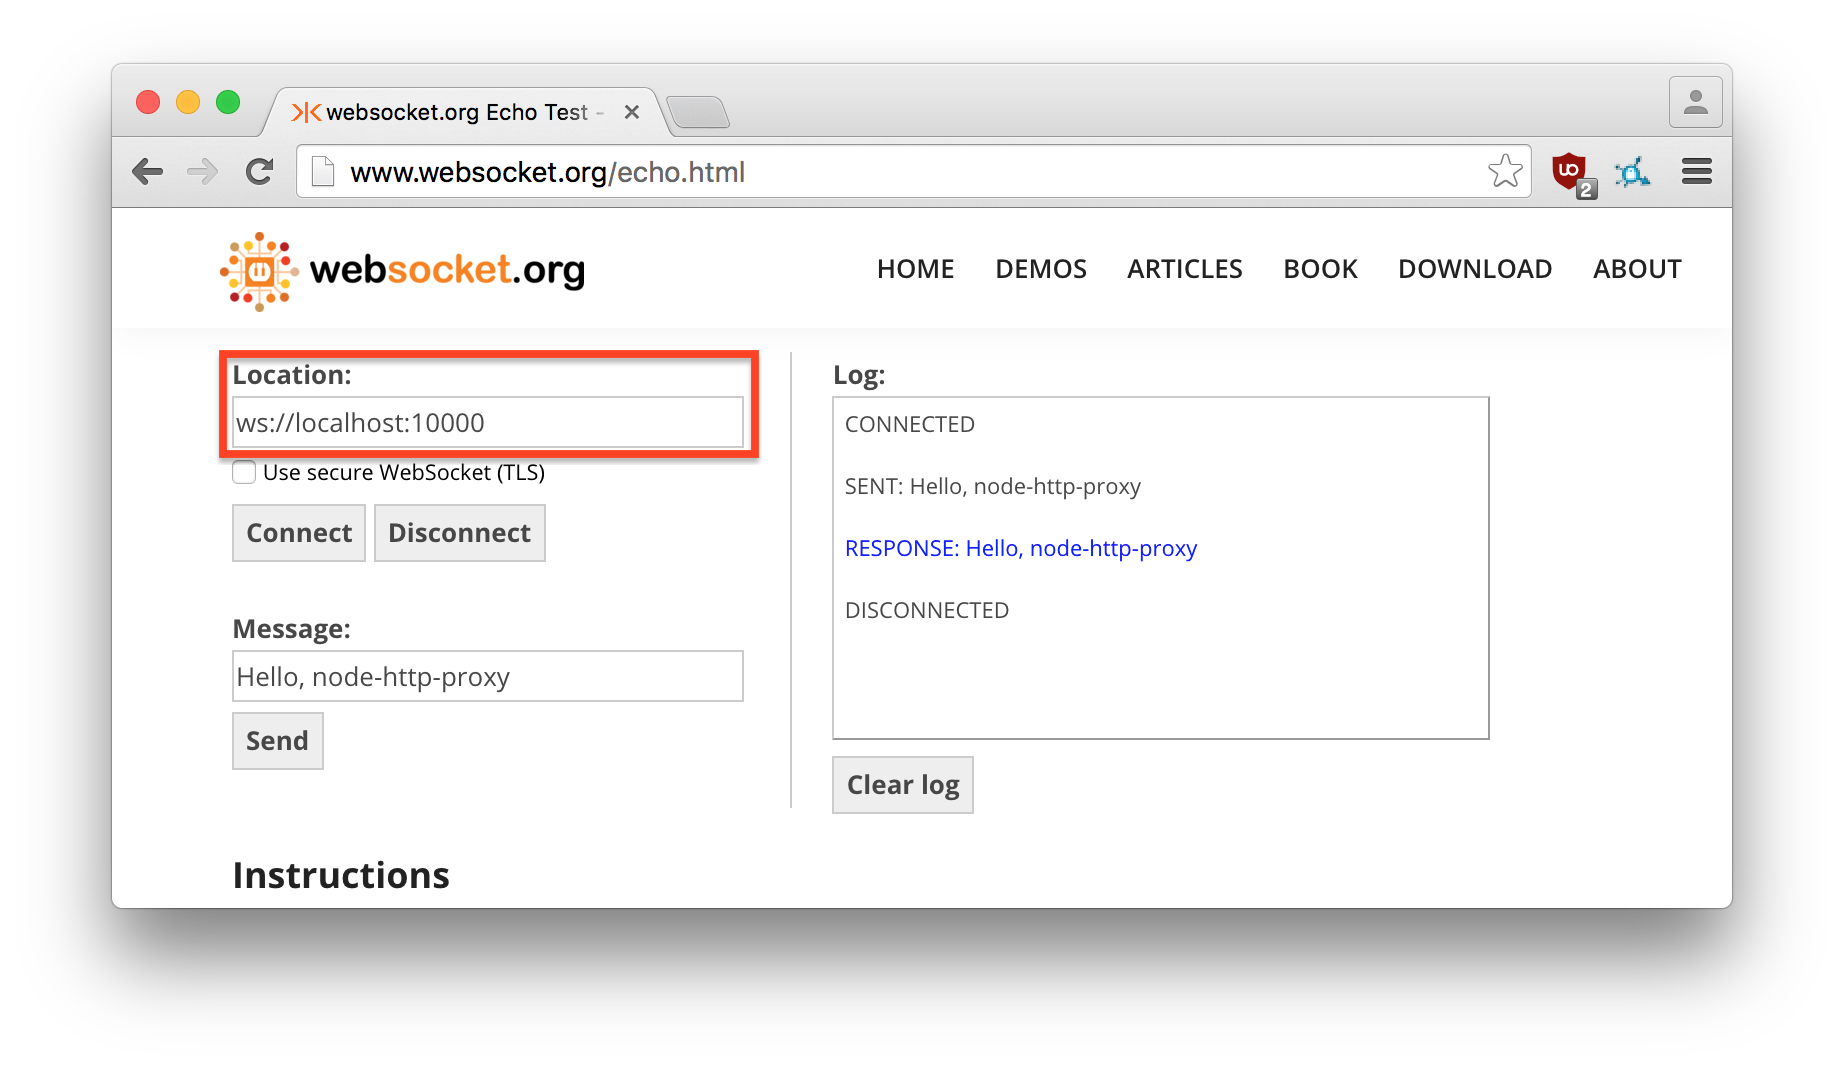 websocket.org Echo Test -
www.websocket.org/echo.html
2
websocket.org
HOME DEMOS ARTICLES BOOK DOWNLOAD ABOUT
Location:
ws://localhost:10000
Use secure WebSocket (TLS)
Connect Disconnect
Message:
Hello, node-http-proxy
Send
Log:
CONNECTED
SENT: Hello, node-http-proxy
RESPONSE: Hello, node-http-proxy
DISCONNECTED
Clear log
Instructions